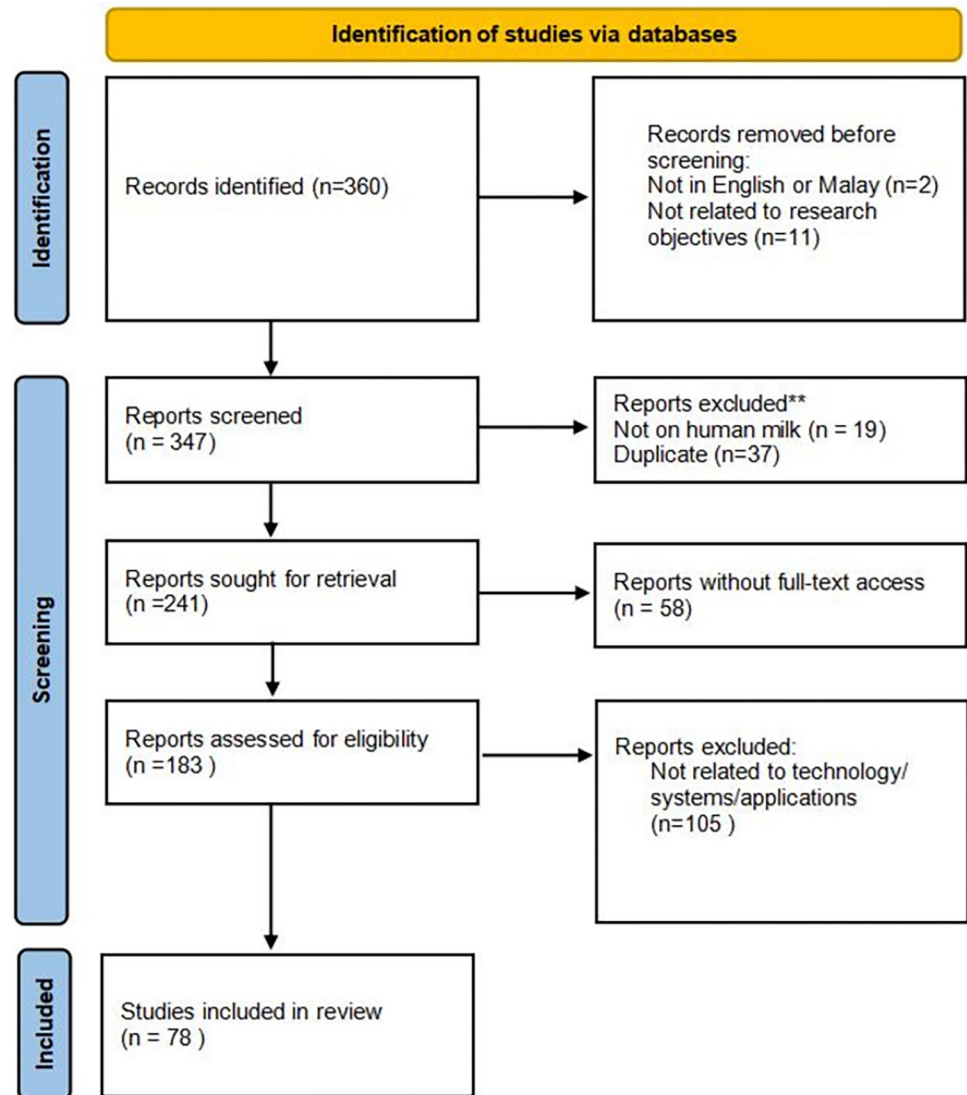 Identification of studies via databases
Identification
Records identified (n=360)
Records removed before
screening:
Not in English or Malay (n=2)
Not related to research
objectives (n=11)
Screening
Reports screened
(n = 347)
Reports excluded**
Not on human milk (n = 19)
Duplicate (n=37)
Reports sought for retrieval
(n =241)
Reports without full-text access
(n = 58)
Reports assessed for eligibility
(n =183 )
Reports excluded:
Not related to technology/
systems/applications
(n=105 )
Included
Studies included in review
(n = 78 )